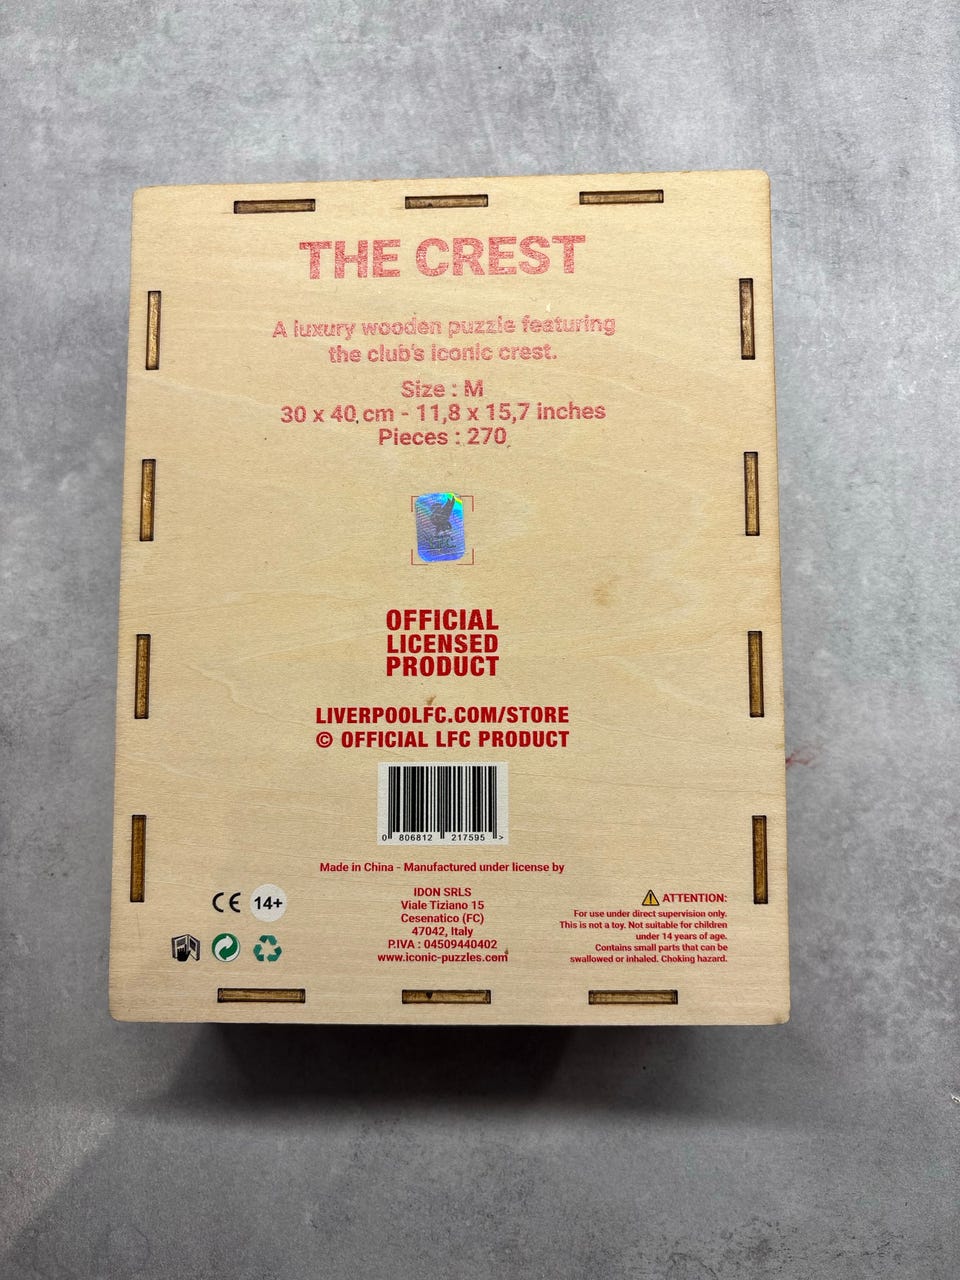 THE CREST
A luxury wooden puzzle featuring
the club's iconic crest.
Size : M
30 x 40 cm - 11,8 x 15,7 inches
Pieces : 270
OFFICIAL
LICENSED
PRODUCT
LIVERPOOLFC.COM/STORE
© OFFICIAL LFC PRODUCT
0 806812 217595 >
Made in China - Manufactured under license by
IDON SRLS
Viale Tiziano 15
Cesenatico (FC)
47042, Italy
P.IVA : 04509440402
www.iconic-puzzles.com
CE 14+
⚠ ATTENTION:
For use under direct supervision only.
This is not a toy. Not suitable for children
under 14 years of age.
Contains small parts that can be
swallowed or inhaled. Choking hazard.